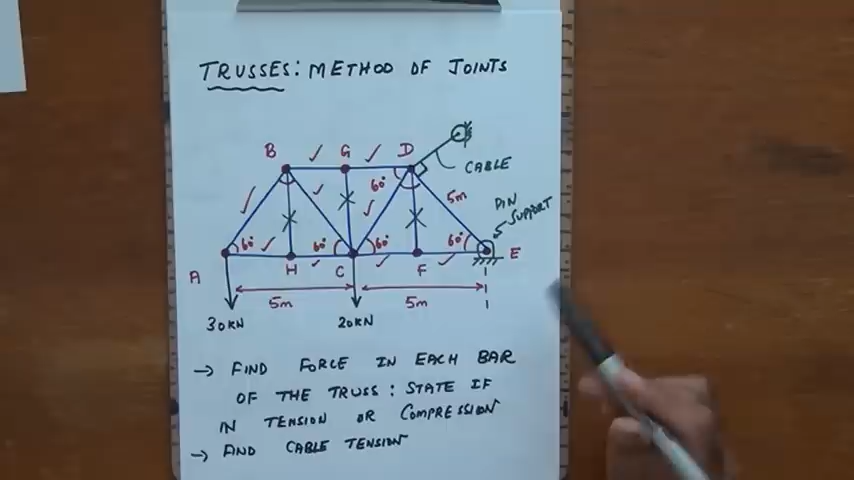 TRUSSES: METHOD OF JOINTS
B G D
CABLE
60°
5m
PIN
SUPPORT
60° 60° 60° 60°
A H C F E
5m 5m
30KN 20KN
→ FIND FORCE IN EACH BAR
OF THE TRUSS: STATE IF
IN TENSION OR COMPRESSION
→ FIND CABLE TENSION